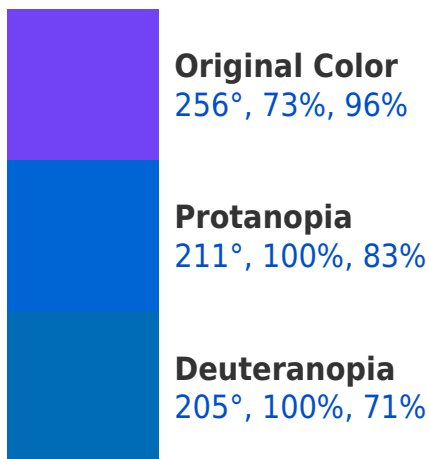 Original Color
256°, 73%, 96%
Protanopia
211°, 100%, 83%
Deuteranopia
205°, 100%, 71%